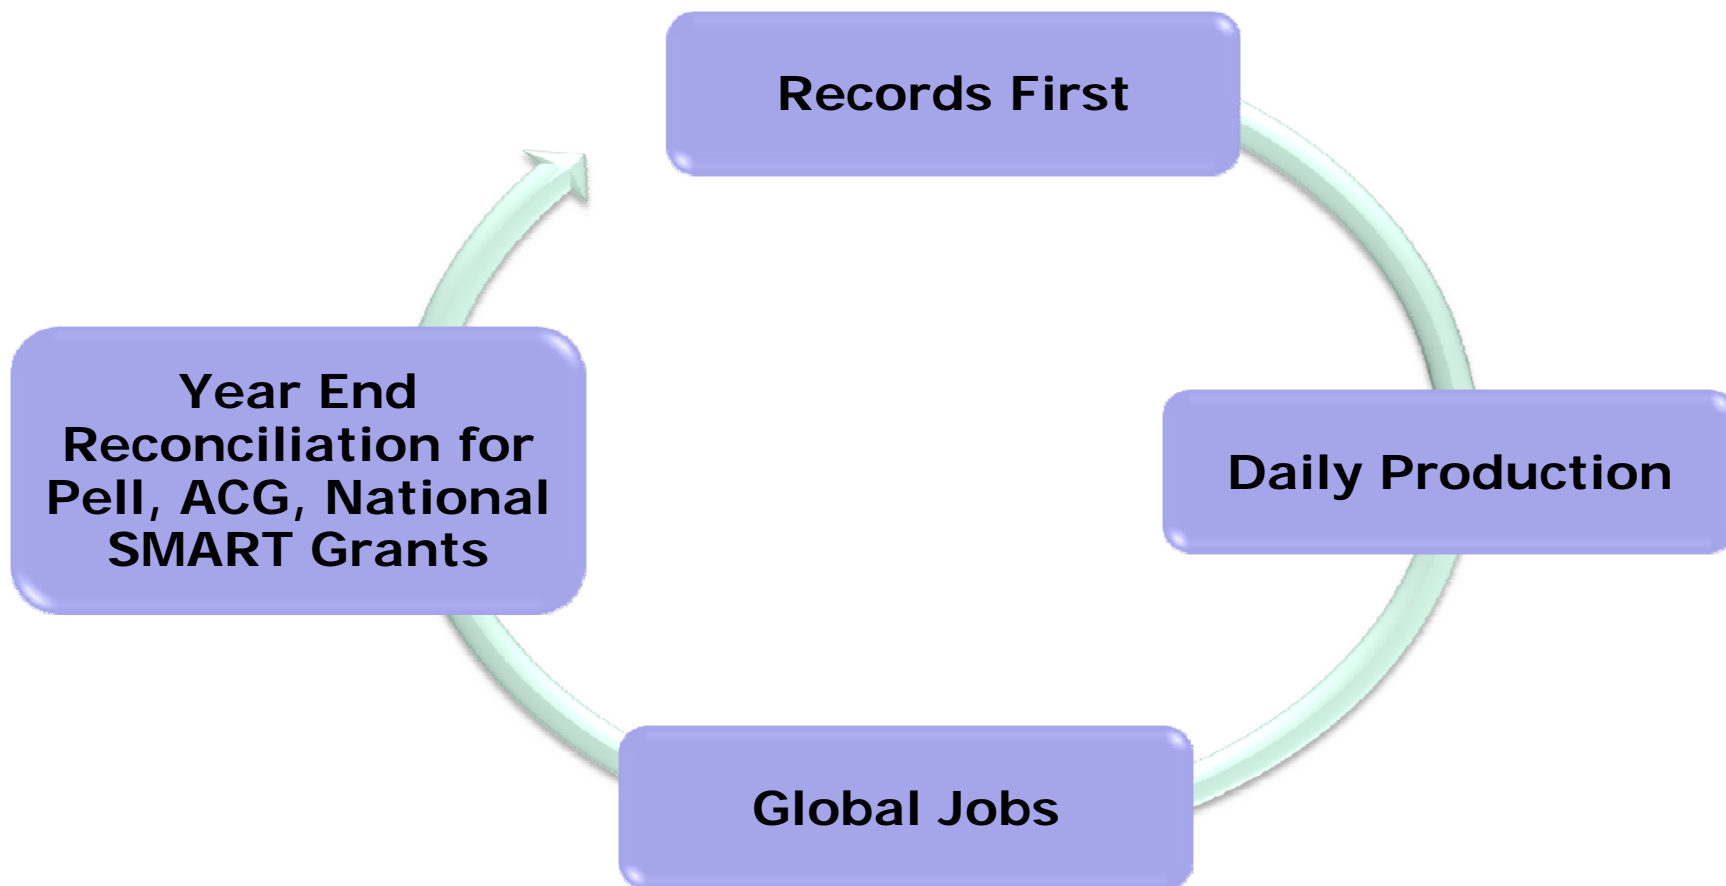 Records First
Daily Production
Global Jobs
Year End
Reconciliation for
Pell, ACG, National
SMART Grants